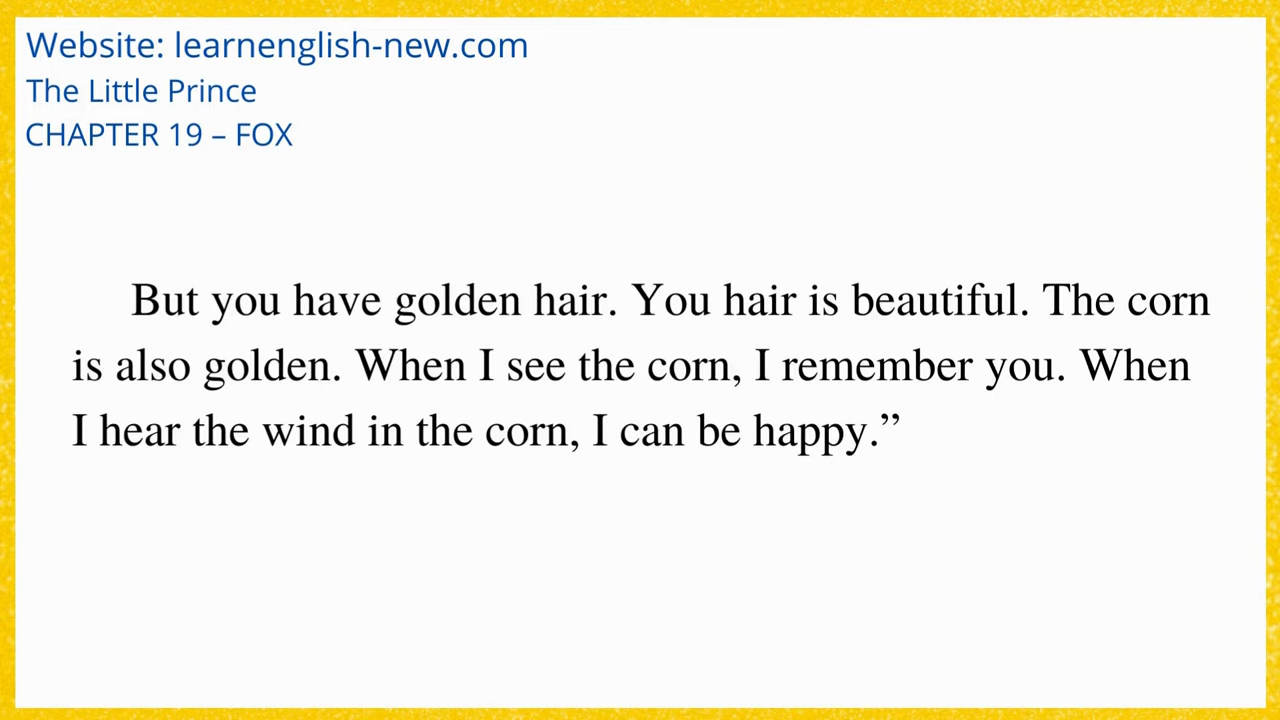 Website: learnenglish-new.com
The Little Prince
CHAPTER 19 – FOX
But you have golden hair. You hair is beautiful. The corn
is also golden. When I see the corn, I remember you. When
I hear the wind in the corn, I can be happy.”